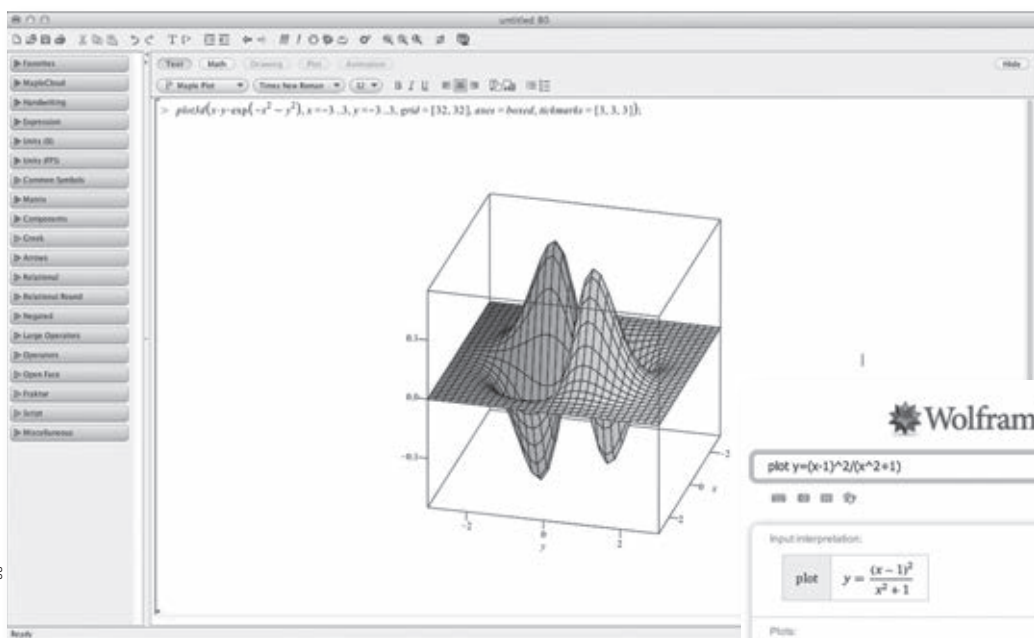 untitled
Text Math Drawing Plot Animation
Hide
Maple Plot Times New Roman 12 B I U
> plot3d(x·y·exp(−x² − y²), x = −3..3, y = −3..3, grid = [32, 32], axes = boxed, tickmarks = [3, 3, 3]);
Favorites
MapleCloud
Handwriting
Expression
Units (SI)
Units (FPS)
Common Symbols
Matrix
Components
Greek
Arrows
Relational
Relational Round
Negated
Large Operators
Operators
Open Face
Fraktur
Script
Miscellaneous
0.1
0.0
−0.1
−2
0
2
y
−2
0
x
2
Wolfram
plot y=(x-1)^2/(x^2+1)
Input interpretation:
plot y = (x − 1)² / x² + 1
Plots:
Ready